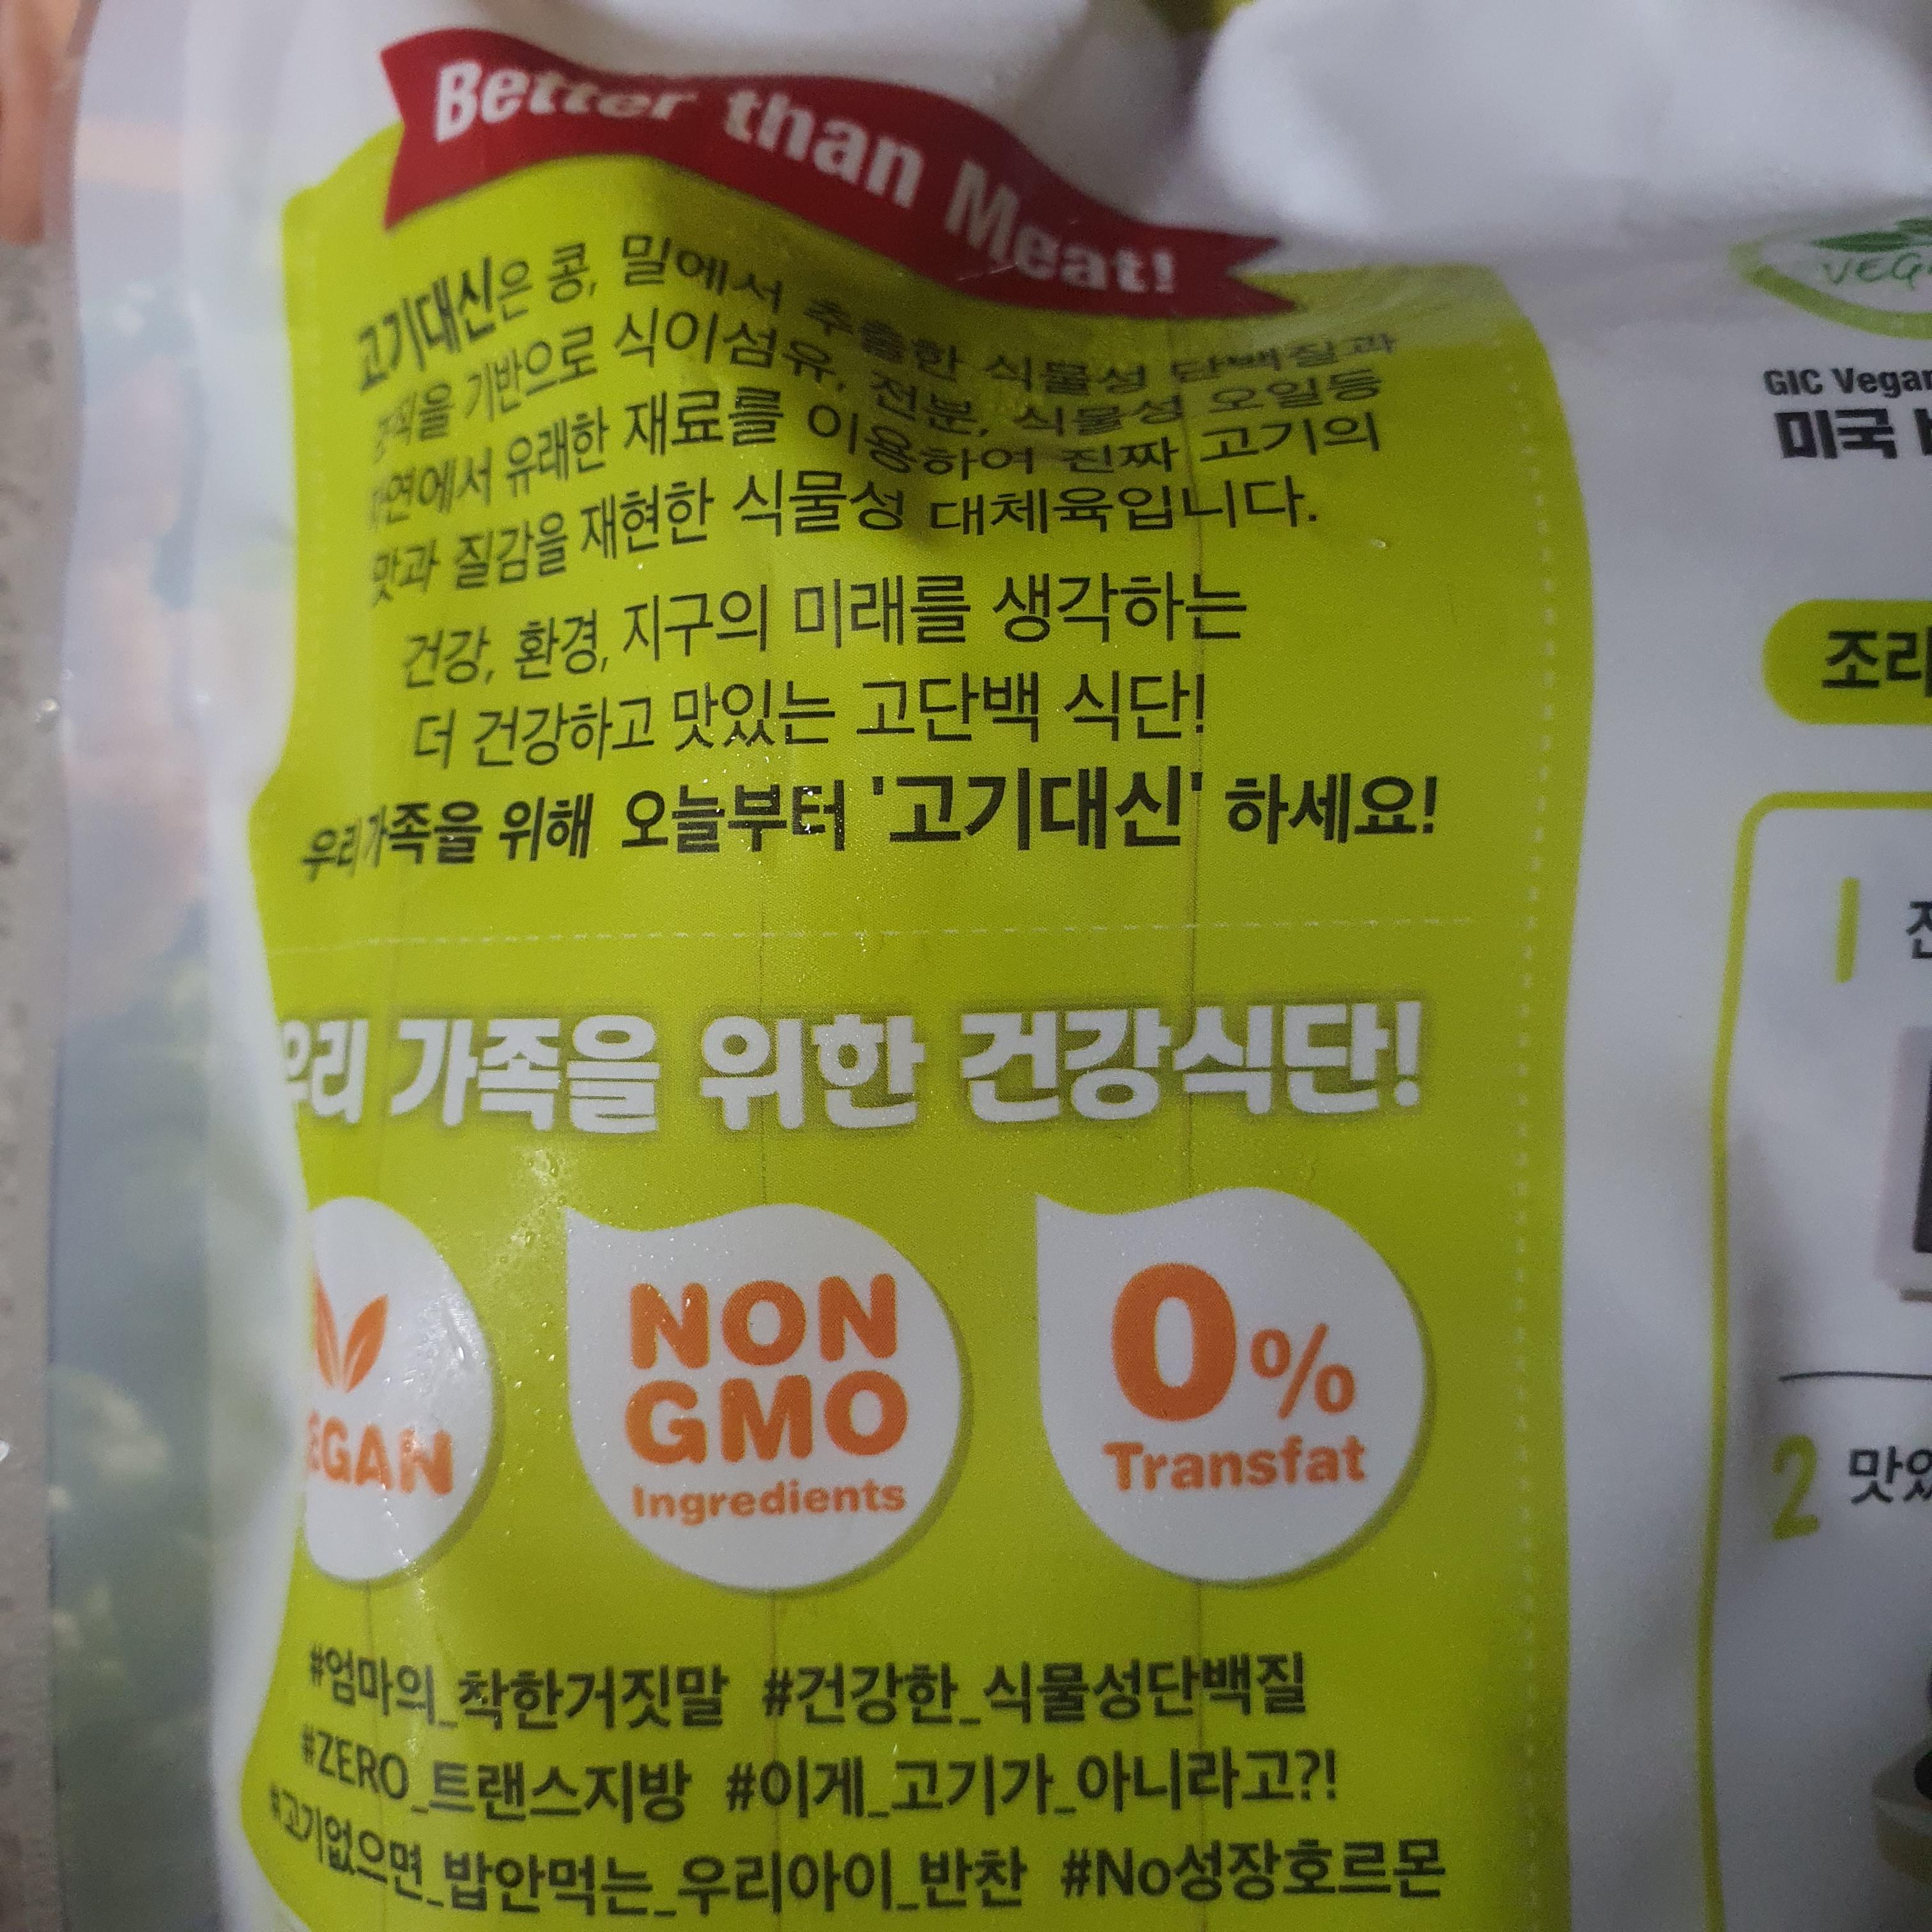 Better than Meat!
고기대신은 콩, 밀에서 추출한 식물성 단백질과
기반으로 식이섬유, 전분, 식물성 오일등
자연에서 유래한 재료를 이용하여 진짜 고기의
맛과 질감을 재현한 식물성 대체육입니다.
건강, 환경, 지구의 미래를 생각하는
더 건강하고 맛있는 고단백 식단!
우리가족을 위해 오늘부터 '고기대신' 하세요!
우리 가족을 위한 건강식단!
VEGAN
NON
GMO
Ingredients
0%
Transfat
#엄마의_착한거짓말 #건강한_식물성단백질
#ZERO_트랜스지방 #이게_고기가_아니라고?!
#고기없으면_밥안먹는_우리아이_반찬 #No성장호르몬
GIC Vegan
미국
1
2